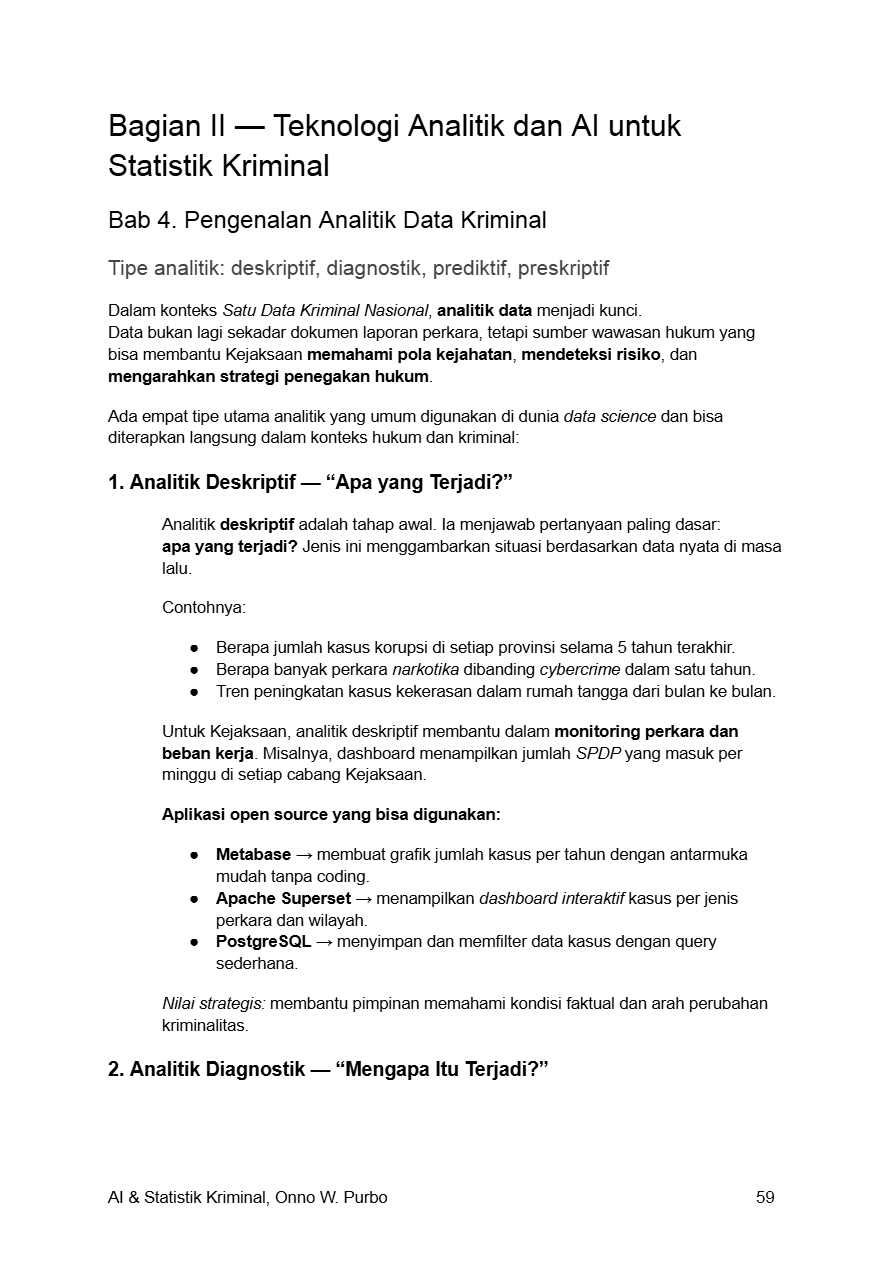 Bagian II — Teknologi Analitik dan AI untuk
Statistik Kriminal
Bab 4. Pengenalan Analitik Data Kriminal
Tipe analitik: deskriptif, diagnostik, prediktif, preskriptif
Dalam konteks Satu Data Kriminal Nasional, analitik data menjadi kunci.
Data bukan lagi sekadar dokumen laporan perkara, tetapi sumber wawasan hukum yang
bisa membantu Kejaksaan memahami pola kejahatan, mendeteksi risiko, dan
mengarahkan strategi penegakan hukum.
Ada empat tipe utama analitik yang umum digunakan di dunia data science dan bisa
diterapkan langsung dalam konteks hukum dan kriminal:
1. Analitik Deskriptif — “Apa yang Terjadi?”
Analitik deskriptif adalah tahap awal. Ia menjawab pertanyaan paling dasar:
apa yang terjadi? Jenis ini menggambarkan situasi berdasarkan data nyata di masa
lalu.
Contohnya:
● Berapa jumlah kasus korupsi di setiap provinsi selama 5 tahun terakhir.
● Berapa banyak perkara narkotika dibanding cybercrime dalam satu tahun.
● Tren peningkatan kasus kekerasan dalam rumah tangga dari bulan ke bulan.
Untuk Kejaksaan, analitik deskriptif membantu dalam monitoring perkara dan
beban kerja. Misalnya, dashboard menampilkan jumlah SPDP yang masuk per
minggu di setiap cabang Kejaksaan.
Aplikasi open source yang bisa digunakan:
● Metabase → membuat grafik jumlah kasus per tahun dengan antarmuka
mudah tanpa coding.
● Apache Superset → menampilkan dashboard interaktif kasus per jenis
perkara dan wilayah.
● PostgreSQL → menyimpan dan memfilter data kasus dengan query
sederhana.
Nilai strategis: membantu pimpinan memahami kondisi faktual dan arah perubahan
kriminalitas.
2. Analitik Diagnostik — “Mengapa Itu Terjadi?”
AI & Statistik Kriminal, Onno W. Purbo 59